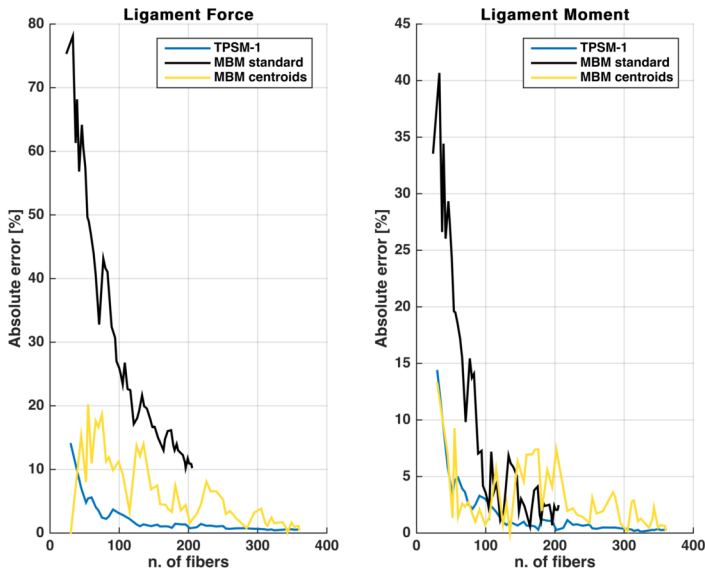 Ligament Force
80
70
60
50
40
30
20
10
0
Absolute error [%]
TPSM-1
MBM standard
MBM centroids
0 100 200 300 400
n. of fibers
Ligament Moment
45
40
35
30
25
20
15
10
5
0
Absolute error [%]
TPSM-1
MBM standard
MBM centroids
0 100 200 300 400
n. of fibers